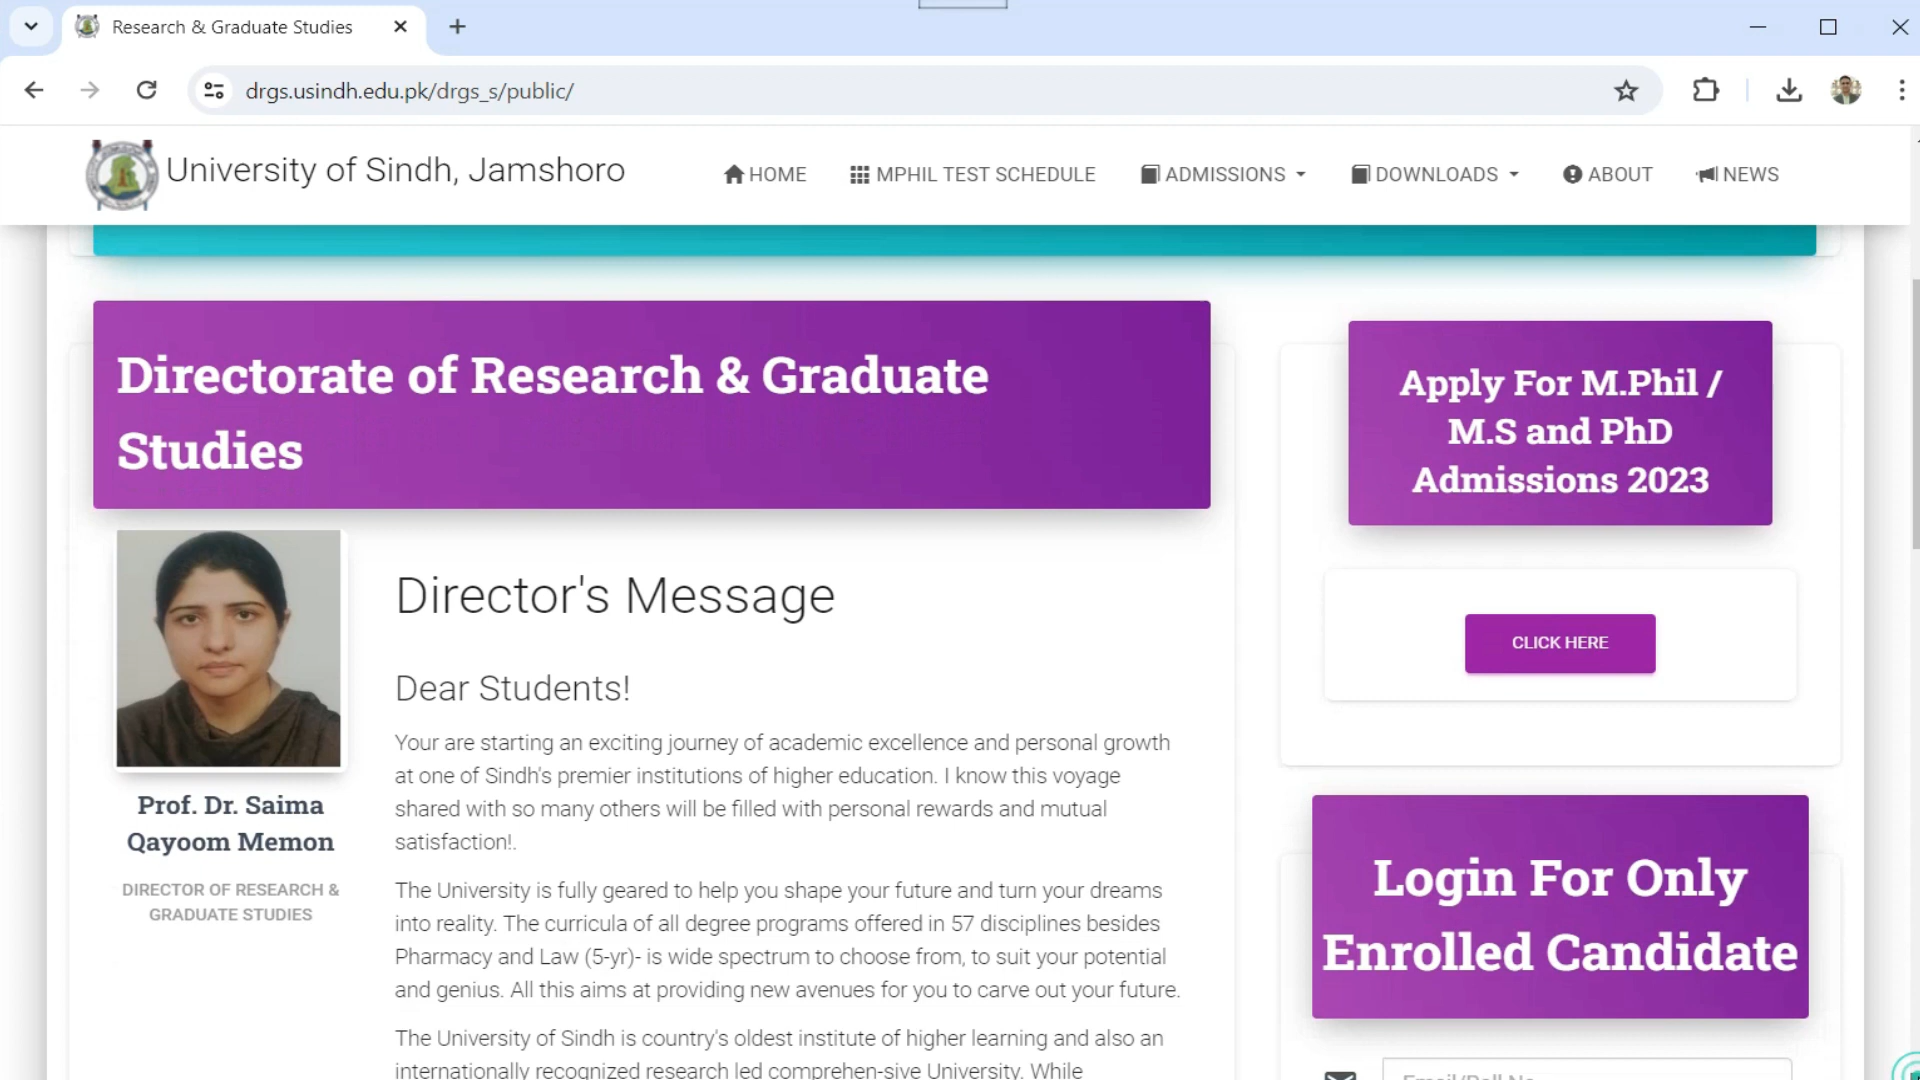 Research & Graduate Studies
drgs.usindh.edu.pk/drgs_s/public/
University of Sindh, Jamshoro
HOME
MPHIL TEST SCHEDULE
ADMISSIONS
DOWNLOADS
ABOUT
NEWS
Directorate of Research & Graduate
Studies
Prof. Dr. Saima
Qayoom Memon
DIRECTOR OF RESEARCH &
GRADUATE STUDIES
Director's Message
Dear Students!
Your are starting an exciting journey of academic excellence and personal growth
at one of Sindh's premier institutions of higher education. I know this voyage
shared with so many others will be filled with personal rewards and mutual
satisfaction!.
The University is fully geared to help you shape your future and turn your dreams
into reality. The curricula of all degree programs offered in 57 disciplines besides
Pharmacy and Law (5-yr)- is wide spectrum to choose from, to suit your potential
and genius. All this aims at providing new avenues for you to carve out your future.
The University of Sindh is country's oldest institute of higher learning and also an
internationally recognized research led comprehen-sive University. While
Apply For M.Phil /
M.S and PhD
Admissions 2023
CLICK HERE
Login For Only
Enrolled Candidate
Email/Roll No